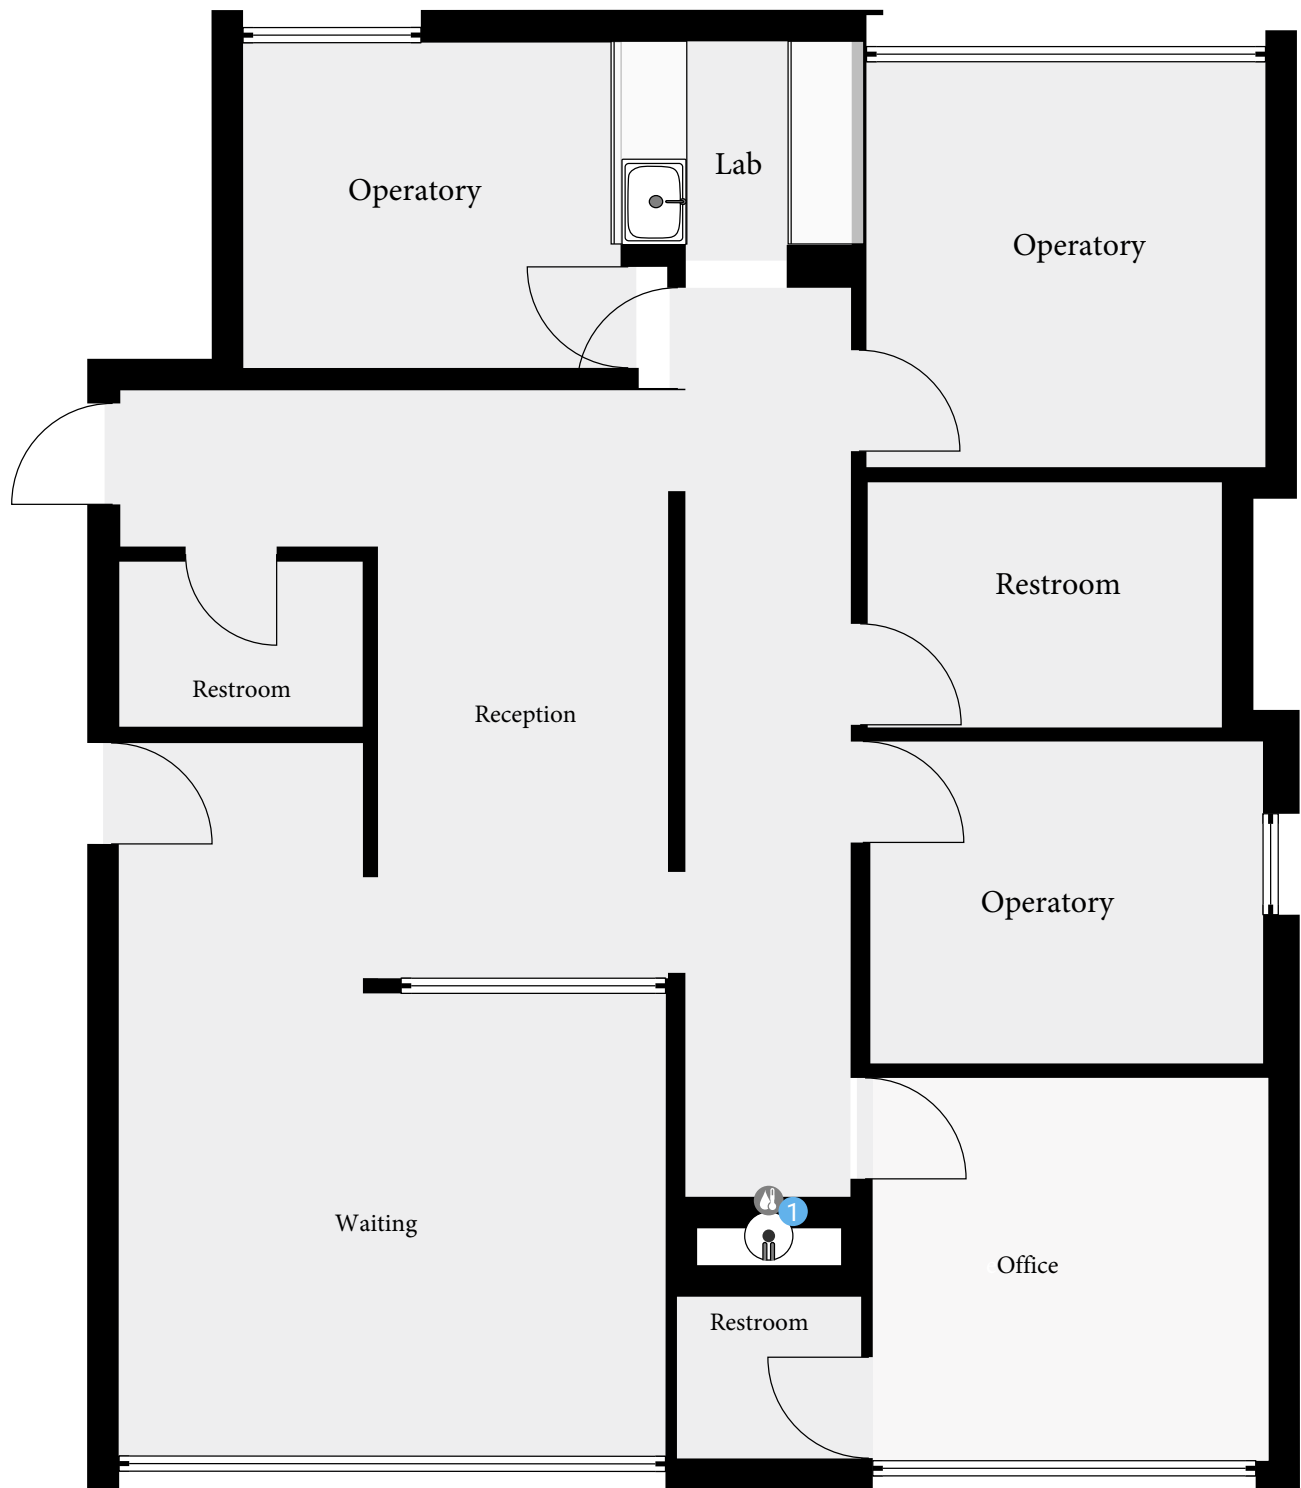 Lab
Operatory
Operatory
Restroom
Restroom
Reception
Operatory
1
Waiting
Office
Restroom